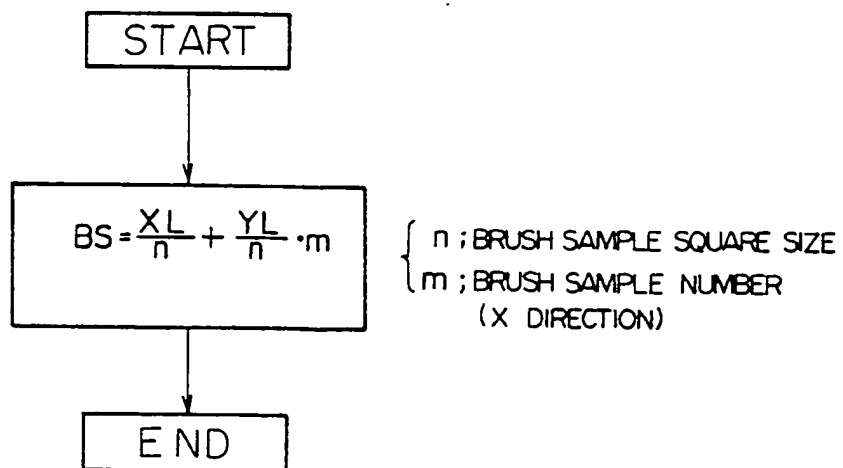 START
BS = XL/n + YL/n · m
n ; BRUSH SAMPLE SQUARE SIZE
m ; BRUSH SAMPLE NUMBER
(X DIRECTION)
END